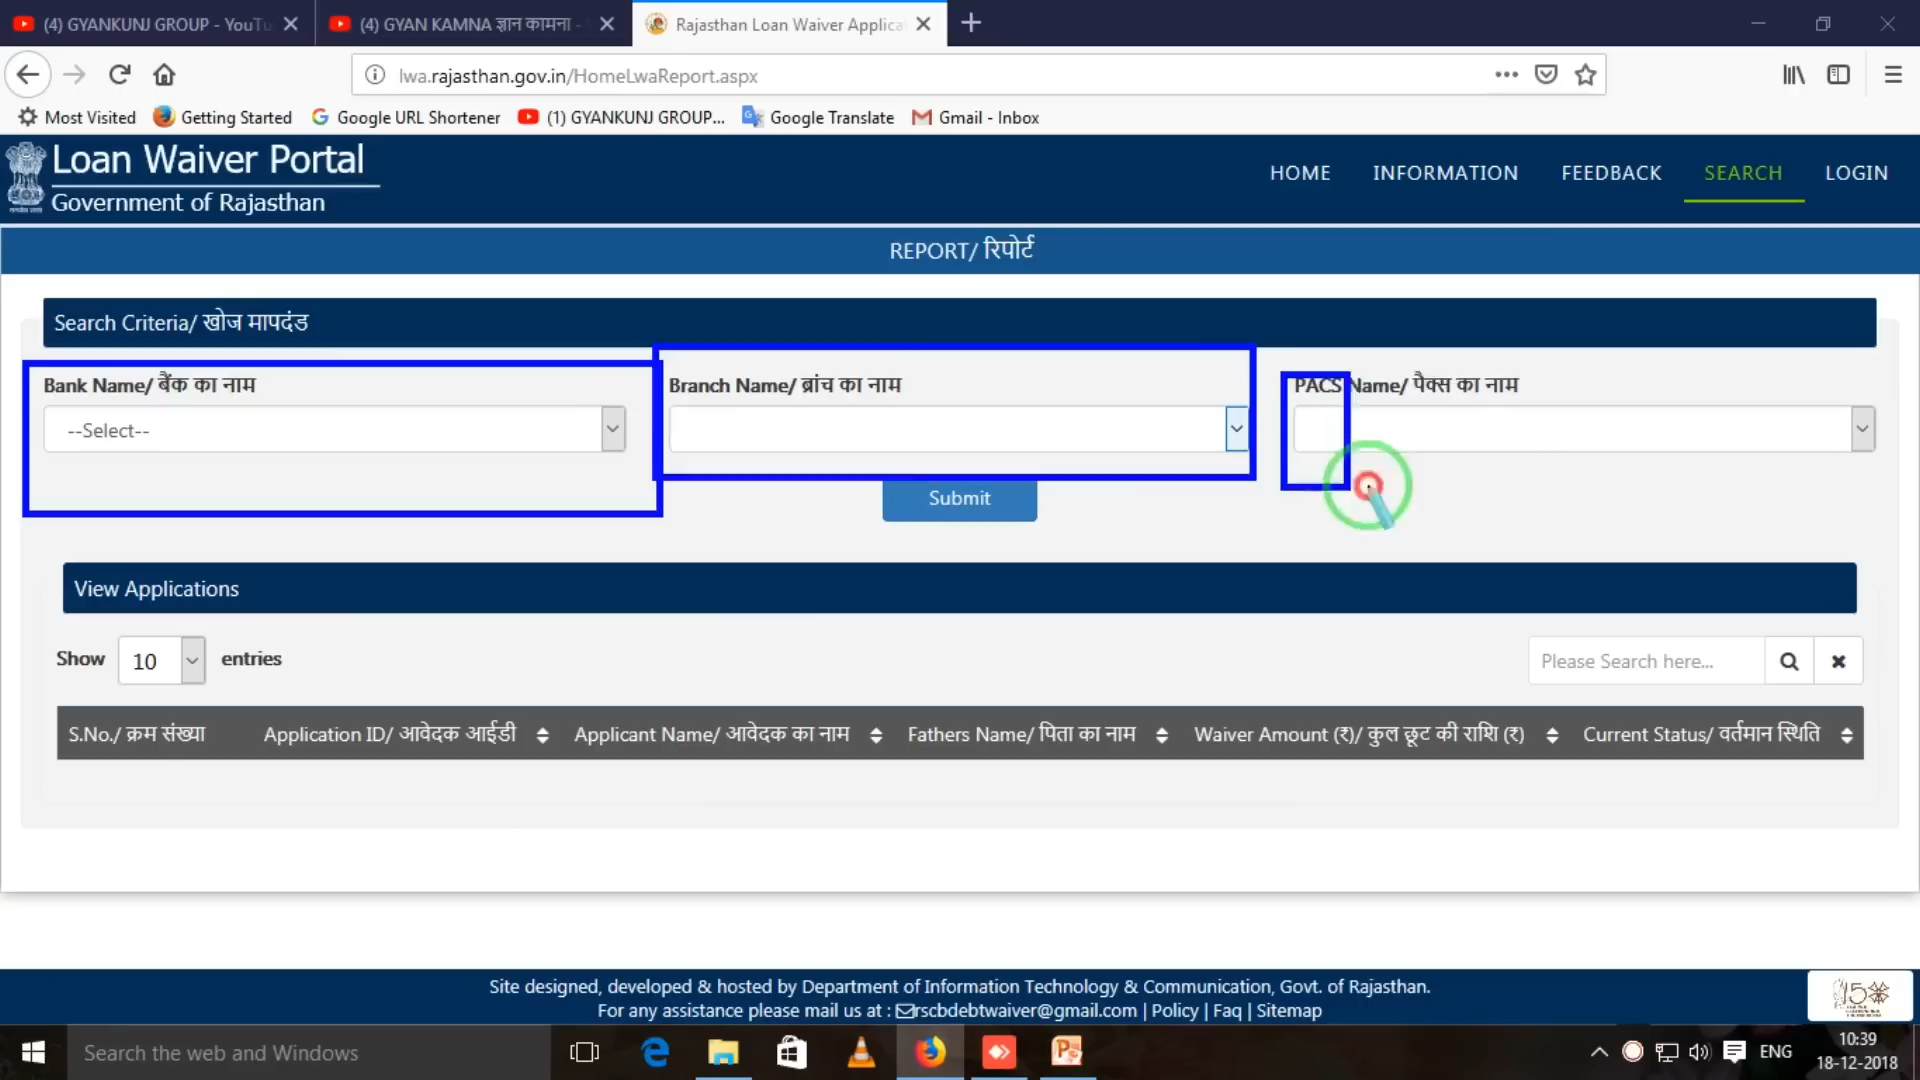 (4) GYANKUNJ GROUP - YouTu
(4) GYAN KAMNA ज्ञान कामना -
Rajasthan Loan Waiver Applica
lwa.rajasthan.gov.in/HomeLwaReport.aspx
Most Visited
Getting Started
Google URL Shortener
(1) GYANKUNJ GROUP...
Google Translate
Gmail - Inbox
Loan Waiver Portal
Government of Rajasthan
HOME
INFORMATION
FEEDBACK
SEARCH
LOGIN
REPORT/ रिपोर्ट
Search Criteria/ खोज मापदंड
Bank Name/ बैंक का नाम
Branch Name/ ब्रांच का नाम
PACS Name/ पैक्स का नाम
--Select--
Submit
View Applications
Show 10 entries
Please Search here...
S.No./ क्रम संख्या
Application ID/ आवेदक आईडी
Applicant Name/ आवेदक का नाम
Fathers Name/ पिता का नाम
Waiver Amount (₹)/ कुल छूट की राशि (₹)
Current Status/ वर्तमान स्थिति
Site designed, developed & hosted by Department of Information Technology & Communication, Govt. of Rajasthan.
For any assistance please mail us at : rscbdebtwaiver@gmail.com | Policy | Faq | Sitemap
150
Search the web and Windows
ENG
10:39
18-12-2018